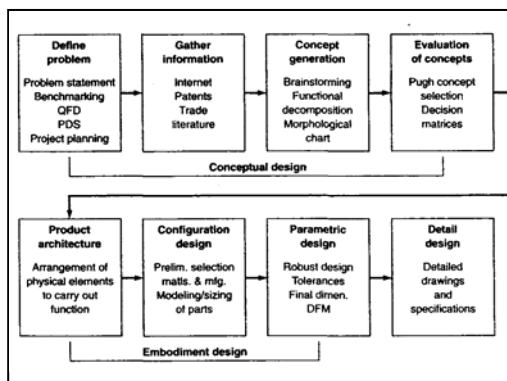 Define
problem
Problem statement
Benchmarking
QFD
PDS
Project planning
Gather
information
Internet
Patents
Trade
literature
Concept
generation
Brainstorming
Functional
decomposition
Morphological
chart
Evaluation
of concepts
Pugh concept
selection
Decision
matrices
Conceptual design
Product
architecture
Arrangement of
physical elements
to carry out
function
Configuration
design
Prelim. selection
matls. & mfg.
Modeling/sizing
of parts
Parametric
design
Robust design
Tolerances
Final dimen.
DFM
Detail
design
Detailed
drawings
and
specifications
Embodiment design